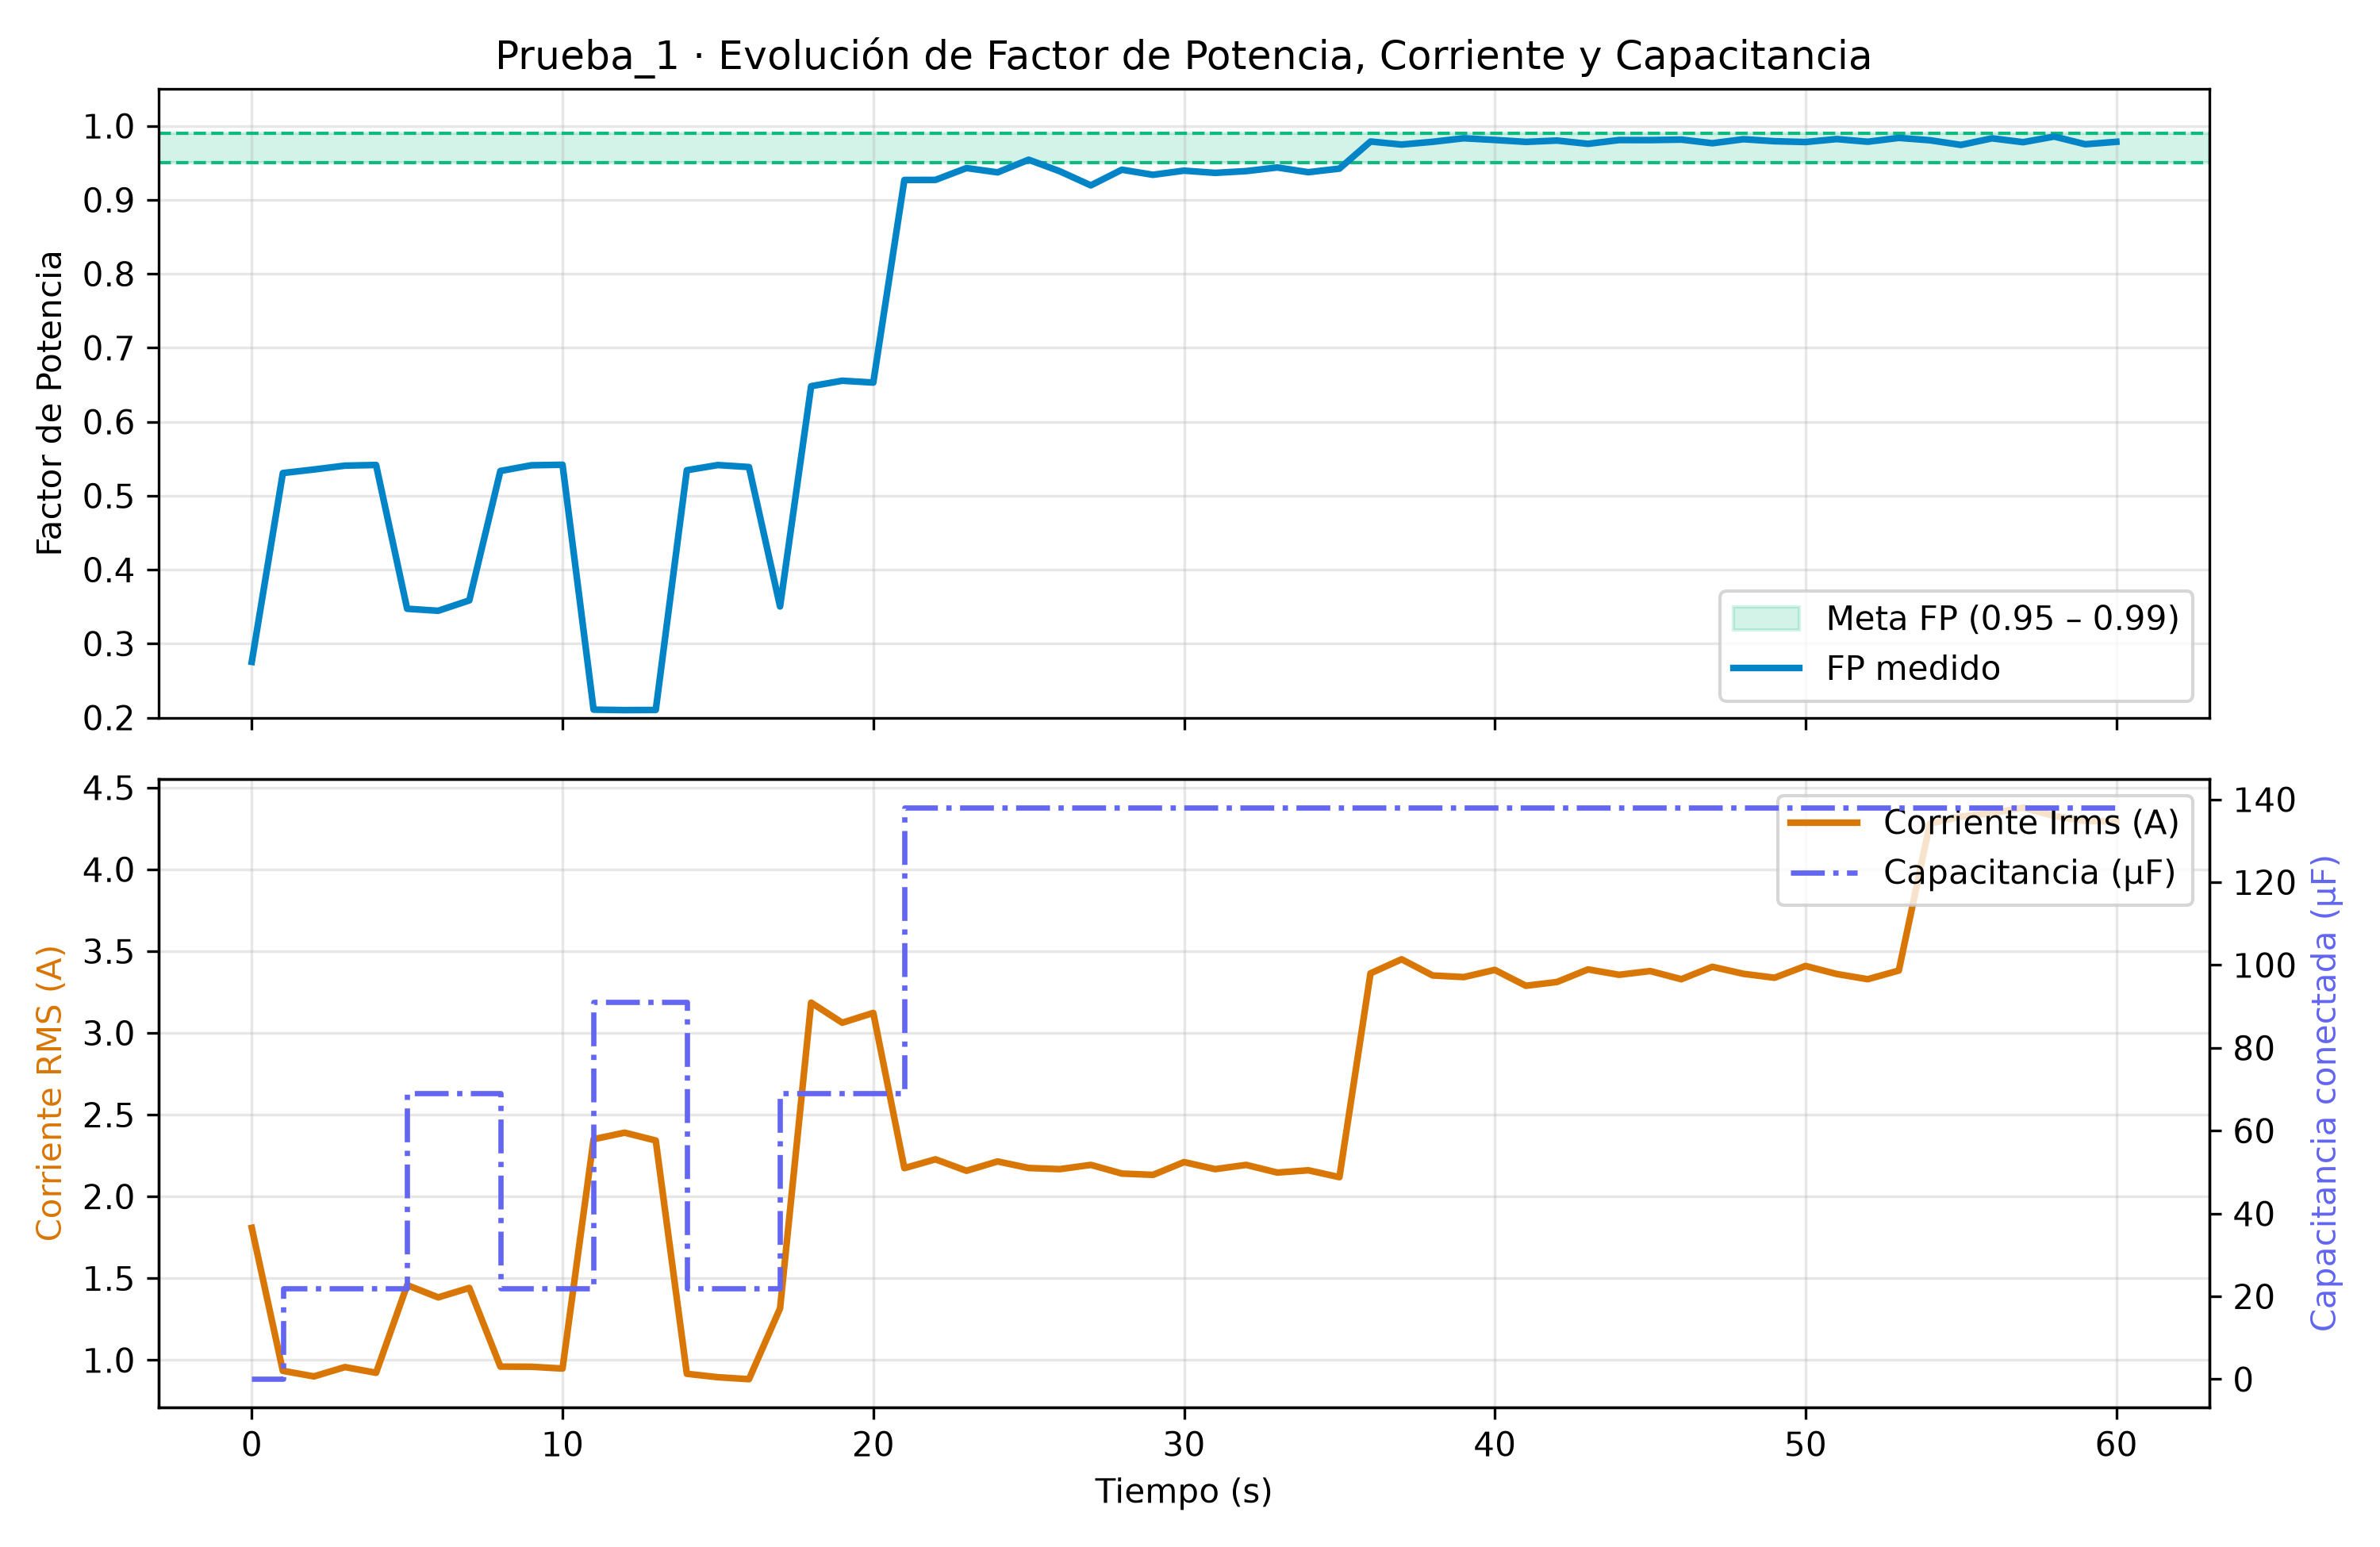 Prueba_1 · Evolución de Factor de Potencia, Corriente y Capacitancia
Factor de Potencia
1.0
0.9
0.8
0.7
0.6
0.5
0.4
0.3
0.2
Meta FP (0.95 – 0.99)
FP medido
Corriente RMS (A)
4.5
4.0
3.5
3.0
2.5
2.0
1.5
1.0
Corriente Irms (A)
Capacitancia (µF)
140
120
100
80
60
40
20
0
Capacitancia conectada (µF)
0 10 20 30 40 50 60
Tiempo (s)